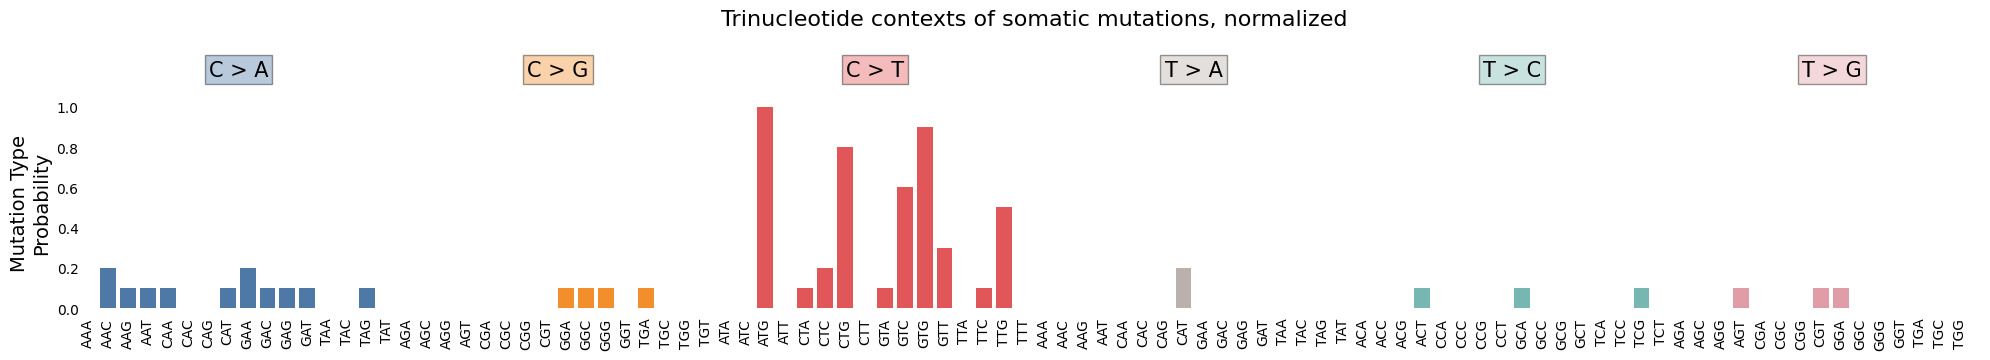 Trinucleotide contexts of somatic mutations, normalized
C > A
C > G
C > T
T > A
T > C
T > G
Mutation Type
Probability
1.0
0.8
0.6
0.4
0.2
0.0
AAA
AAC
AAG
AAT
CAA
CAC
CAG
CAT
GAA
GAC
GAG
GAT
TAA
TAC
TAG
TAT
AGA
AGC
AGG
AGT
CGA
CGC
CGG
CGT
GGA
GGC
GGG
GGT
TGA
TGC
TGG
TGT
ATA
ATC
ATG
ATT
CTA
CTC
CTG
CTT
GTA
GTC
GTG
GTT
TTA
TTC
TTG
TTT
AAA
AAC
AAG
AAT
CAA
CAC
CAG
CAT
GAA
GAC
GAG
GAT
TAA
TAC
TAG
TAT
ACA
ACC
ACG
ACT
CCA
CCC
CCG
CCT
GCA
GCC
GCG
GCT
TCA
TCC
TCG
TCT
AGA
AGC
AGG
AGT
CGA
CGC
CGG
CGT
GGA
GGC
GGG
GGT
TGA
TGC
TGG